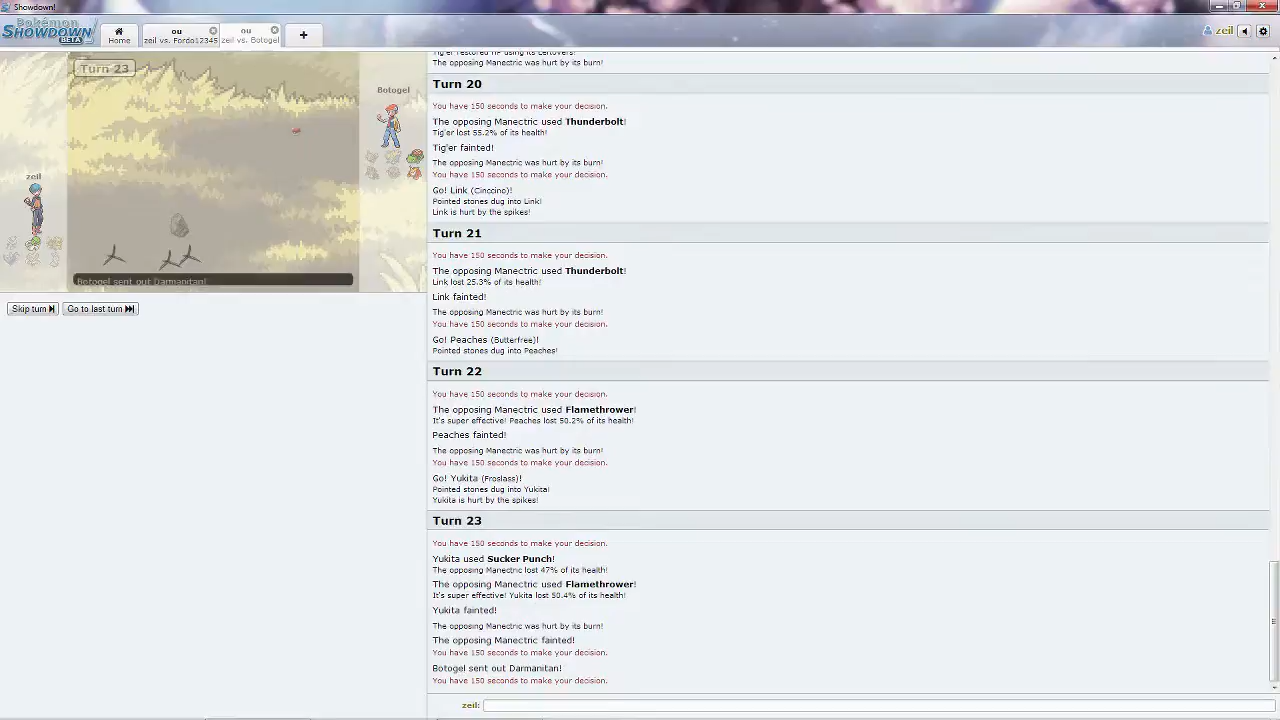 Showdown!
Pokémon
SHOWDOWN
BETA
Home
ou
zeil vs. Fordo12345
ou
zeil vs. Botogel
+
zeil
Turn 23
Botogel
zeil
Botogel sent out Darmanitan!
Skip turn
Go to last turn
Tig'er restored HP using its Leftovers!
The opposing Manectric was hurt by its burn!
Turn 20
You have 150 seconds to make your decision.
The opposing Manectric used Thunderbolt!
Tig'er lost 55.2% of its health!
Tig'er fainted!
The opposing Manectric was hurt by its burn!
You have 150 seconds to make your decision.
Go! Link (Cinccino)!
Pointed stones dug into Link!
Link is hurt by the spikes!
Turn 21
You have 150 seconds to make your decision.
The opposing Manectric used Thunderbolt!
Link lost 25.3% of its health!
Link fainted!
The opposing Manectric was hurt by its burn!
You have 150 seconds to make your decision.
Go! Peaches (Butterfree)!
Pointed stones dug into Peaches!
Turn 22
You have 150 seconds to make your decision.
The opposing Manectric used Flamethrower!
It's super effective! Peaches lost 50.2% of its health!
Peaches fainted!
The opposing Manectric was hurt by its burn!
You have 150 seconds to make your decision.
Go! Yukita (Froslass)!
Pointed stones dug into Yukita!
Yukita is hurt by the spikes!
Turn 23
You have 150 seconds to make your decision.
Yukita used Sucker Punch!
The opposing Manectric lost 47% of its health!
The opposing Manectric used Flamethrower!
It's super effective! Yukita lost 50.4% of its health!
Yukita fainted!
The opposing Manectric was hurt by its burn!
The opposing Manectric fainted!
You have 150 seconds to make your decision.
Botogel sent out Darmanitan!
You have 150 seconds to make your decision.
zeil: